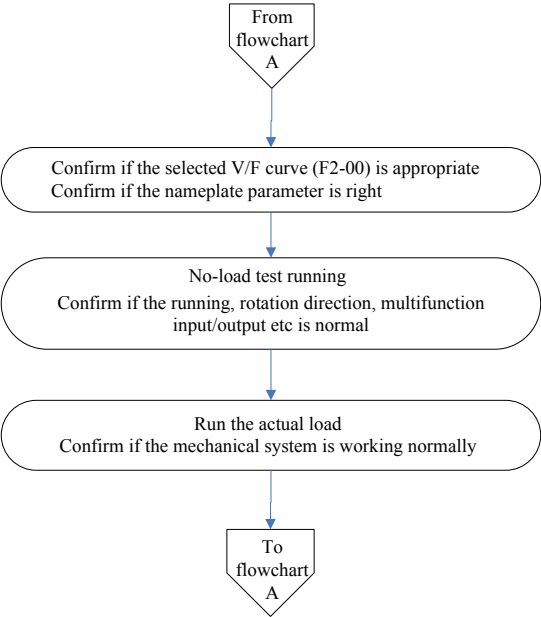 From
flowchart
A
Confirm if the selected V/F curve (F2-00) is appropriate
Confirm if the nameplate parameter is right
No-load test running
Confirm if the running, rotation direction, multifunction
input/output etc is normal
Run the actual load
Confirm if the mechanical system is working normally
To
flowchart
A